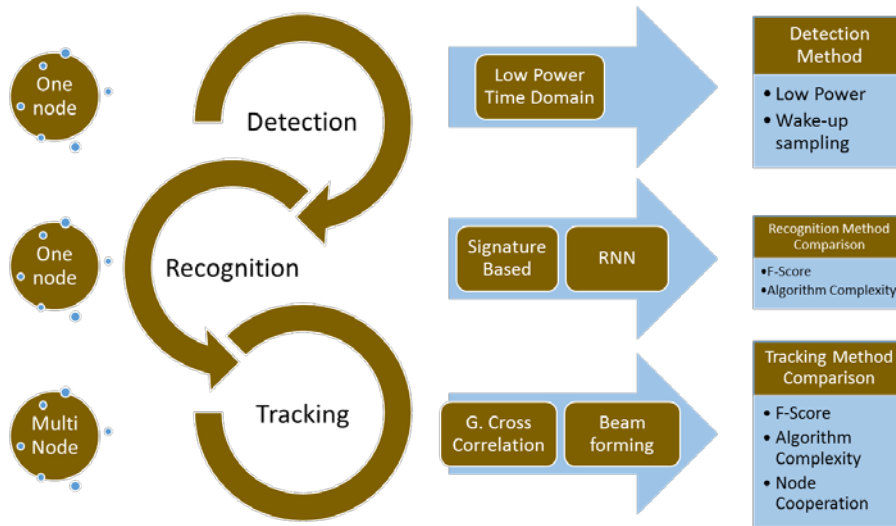 One
node
Detection
Low Power
Time Domain
Detection
Method
• Low Power
• Wake-up
sampling
One
node
Recognition
Signature
Based
RNN
Recognition Method
Comparison
•F-Score
•Algorithm Complexity
Multi
Node
Tracking
G. Cross
Correlation
Beam
forming
Tracking Method
Comparison
• F-Score
• Algorithm
Complexity
• Node
Cooperation